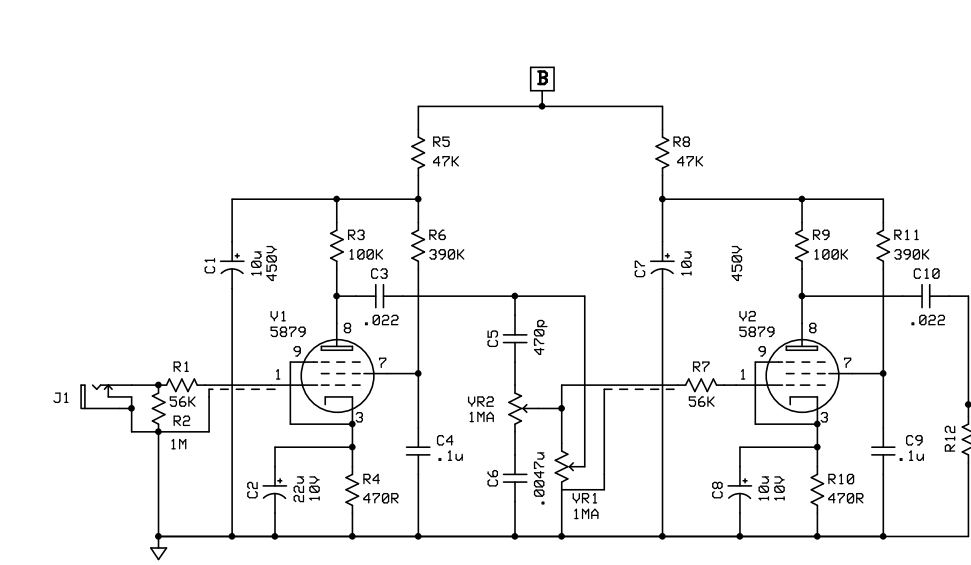 B
R5
47K
R8
47K
R3
100K
R6
390K
R9
100K
R11
390K
C1
10u
450V
C7
10u
450V
C3
.022
C10
.022
V1
5879
8
9
7
1
3
V2
5879
8
9
7
1
3
C5
470p
J1
R1
56K
R2
1M
VR2
1MA
R7
56K
C4
.1u
C9
.1u
R12
C2
22u
10V
R4
470R
C6
.0047u
VR1
1MA
C8
10u
10V
R10
470R